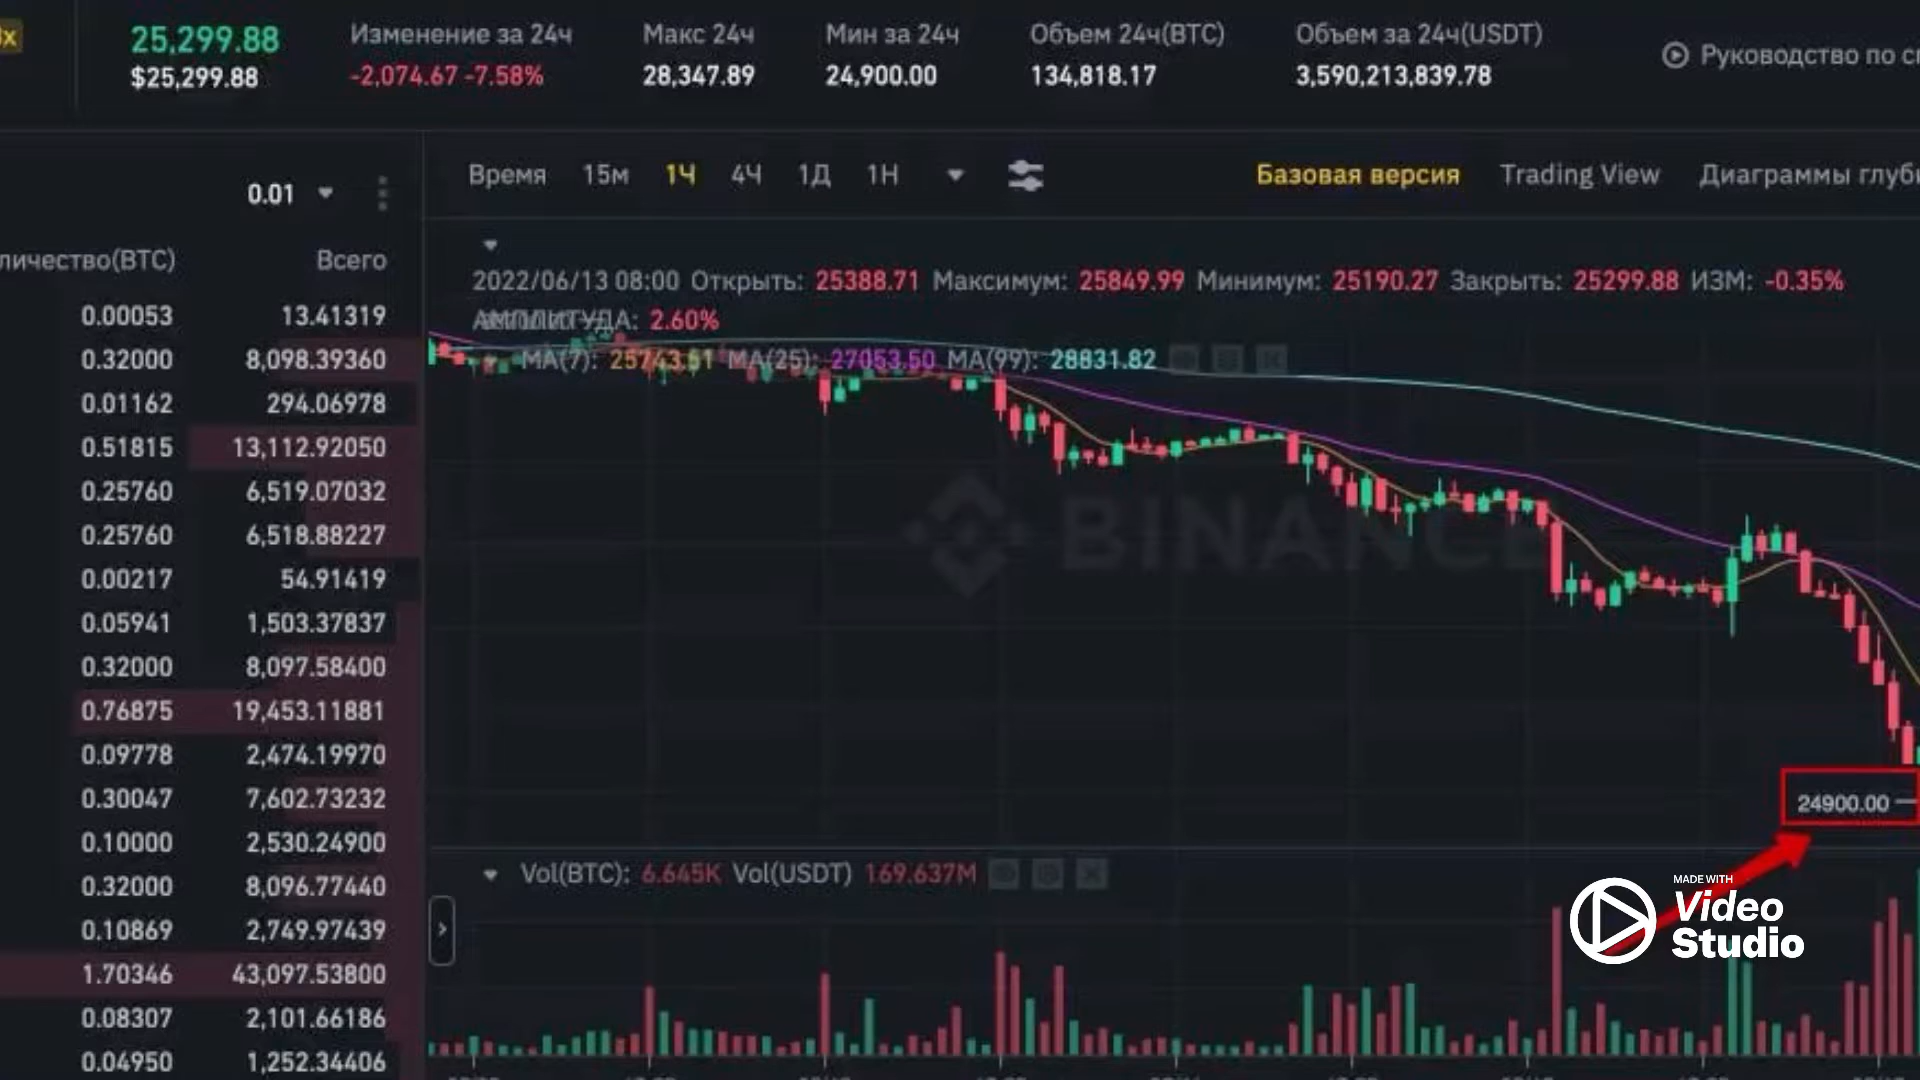 x
25,299.88
$25,299.88
Изменение за 24ч
-2,074.67 -7.58%
Макс 24ч
28,347.89
Мин за 24ч
24,900.00
Объем 24ч(BTC)
134,818.17
Объем за 24ч(USDT)
3,590,213,839.78
Руководство по сп
0.01
Время 15м 1Ч 4Ч 1Д 1Н
Базовая версия Trading View Диаграммы глуби
личество(BTC) Всего
0.00053 13.41319
0.32000 8,098.39360
0.01162 294.06978
0.51815 13,112.92050
0.25760 6,519.07032
0.25760 6,518.88227
0.00217 54.91419
0.05941 1,503.37837
0.32000 8,097.58400
0.76875 19,453.11881
0.09778 2,474.19970
0.30047 7,602.73232
0.10000 2,530.24900
0.32000 8,096.77440
0.10869 2,749.97439
1.70346 43,097.53800
0.08307 2,101.66186
0.04950 1,252.34406
2022/06/13 08:00 Открыть: 25388.71 Максимум: 25849.99 Минимум: 25190.27 Закрыть: 25299.88 ИЗМ: -0.35%
АМПЛИТУДА: 2.60%
MA(7): 25743.51 MA(25): 27053.50 MA(99): 28831.82
BINANCE
24900.00
Vol(BTC): 6.645K Vol(USDT) 169.637M
MADE WITH
Video
Studio